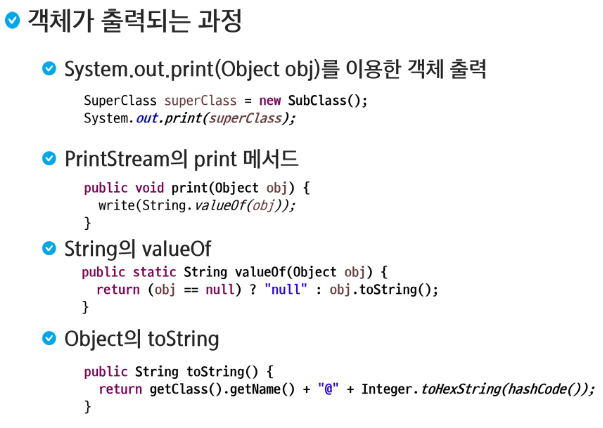 객체가 출력되는 과정
System.out.print(Object obj)를 이용한 객체 출력
SuperClass superClass = new SubClass();
System.out.print(superClass);
PrintStream의 print 메서드
public void print(Object obj) {
write(String.valueOf(obj));
}
String의 valueOf
public static String valueOf(Object obj) {
return (obj == null) ? "null" : obj.toString();
}
Object의 toString
public String toString() {
return getClass().getName() + "@" + Integer.toHexString(hashCode());
}